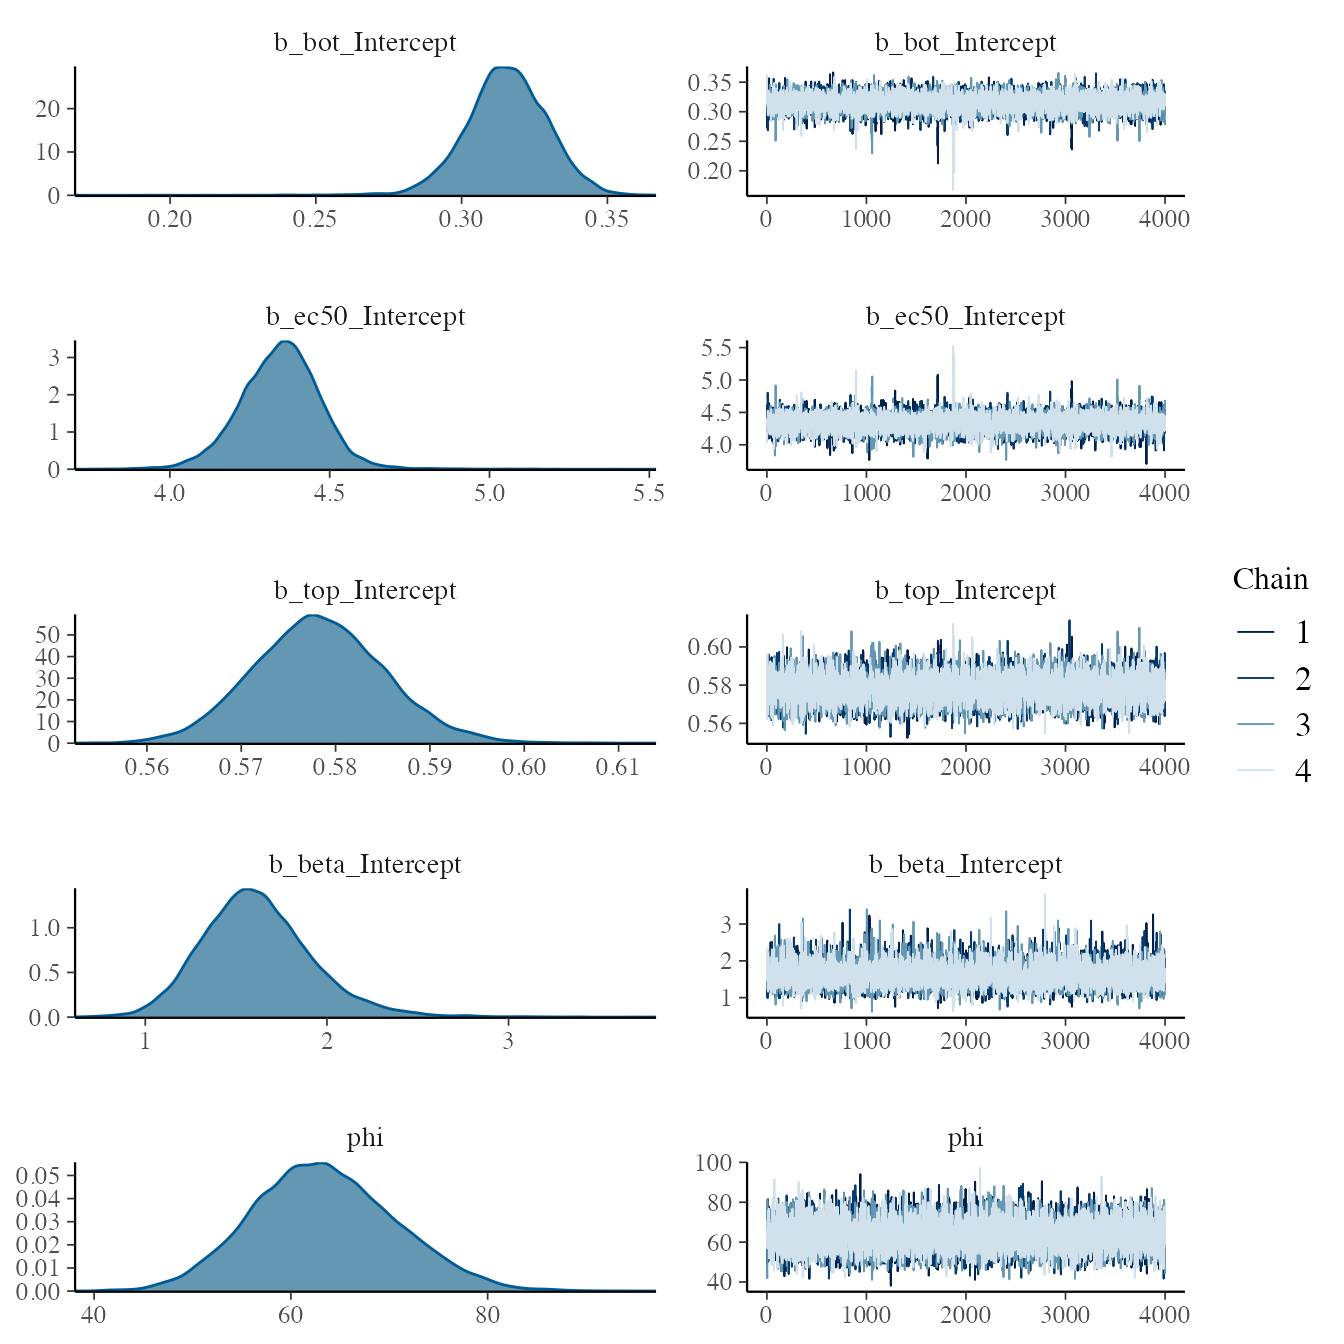 b_bot_Intercept
20
10
0
0.20 0.25 0.30 0.35
b_bot_Intercept
0.35
0.30
0.25
0.20
0 1000 2000 3000 4000
b_ec50_Intercept
3
2
1
0
4.0 4.5 5.0 5.5
b_ec50_Intercept
5.5
5.0
4.5
4.0
0 1000 2000 3000 4000
b_top_Intercept
50
40
30
20
10
0
0.56 0.57 0.58 0.59 0.60 0.61
b_top_Intercept
0.60
0.58
0.56
0 1000 2000 3000 4000
b_beta_Intercept
1.0
0.5
0.0
1 2 3
b_beta_Intercept
3
2
1
0 1000 2000 3000 4000
phi
0.05
0.04
0.03
0.02
0.01
0.00
40 60 80
phi
100
80
60
40
0 1000 2000 3000 4000
Chain
1
2
3
4